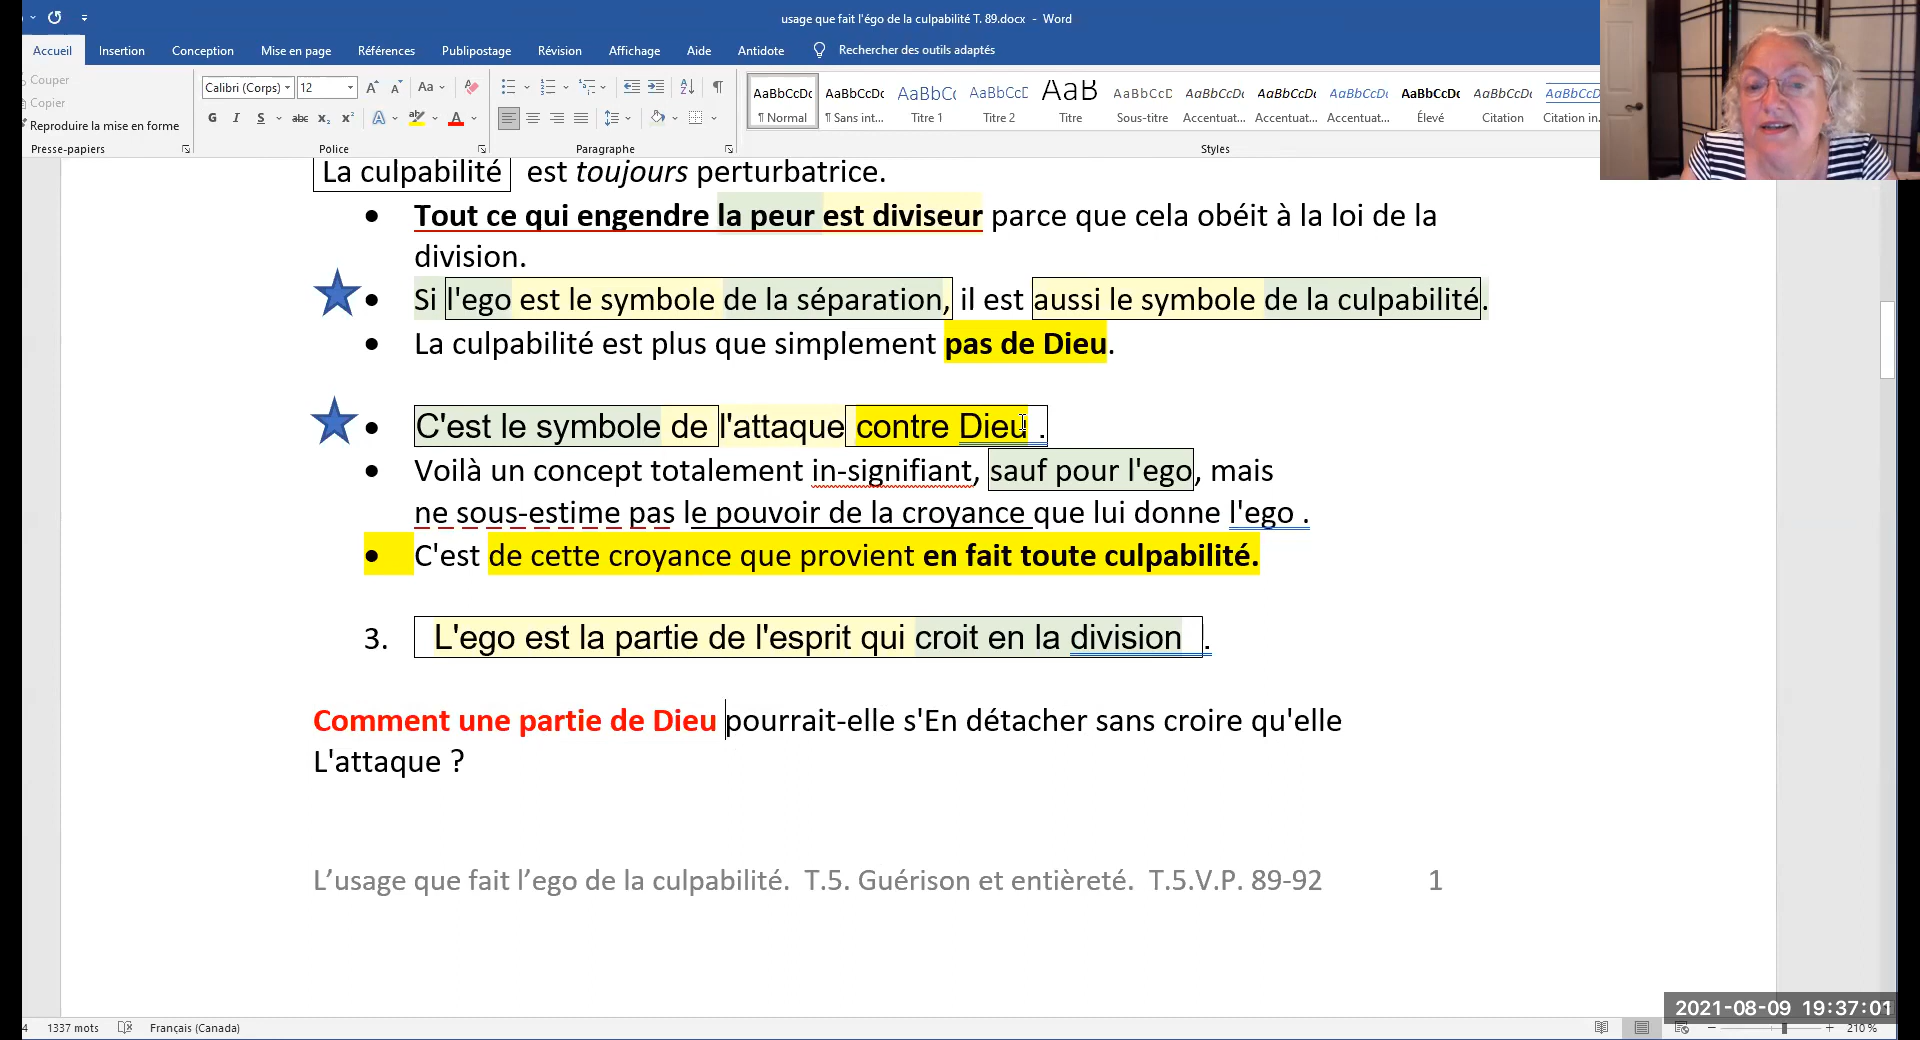 usage que fait l'égo de la culpabilité T. 89.docx - Word
Accueil Insertion Conception Mise en page Références Publipostage Révision Affichage Aide Antidote Rechercher des outils adaptés
Couper
Copier
Reproduire la mise en forme
Calibri (Corps) 12 Aa
G I S abc x₂ x² A ab A
AaBbCcDc AaBbCcDc AaBbC AaBbCcD AaB AaBbCcD AaBbCcDc AaBbCcDc AaBbCcDc AaBbCcDc AaBbCcDc AaBbCcDc
¶ Normal ¶ Sans int... Titre 1 Titre 2 Titre Sous-titre Accentuat... Accentuat... Accentuat... Élevé Citation Citation in...
Presse-papiers Police Paragraphe Styles
La culpabilité est toujours perturbatrice.
• Tout ce qui engendre la peur est diviseur parce que cela obéit à la loi de la
division.
• Si l'ego est le symbole de la séparation, il est aussi le symbole de la culpabilité.
• La culpabilité est plus que simplement pas de Dieu.
• C'est le symbole de l'attaque contre Dieu .
• Voilà un concept totalement in-signifiant, sauf pour l'ego, mais
ne sous-estime pas le pouvoir de la croyance que lui donne l'ego .
• C'est de cette croyance que provient en fait toute culpabilité.
3. L'ego est la partie de l'esprit qui croit en la division .
Comment une partie de Dieu pourrait-elle s'En détacher sans croire qu'elle
L'attaque ?
L’usage que fait l’ego de la culpabilité. T.5. Guérison et entièreté. T.5.V.P. 89-92 1
2021-08-09 19:37:01
4 1337 mots Français (Canada) 210 %